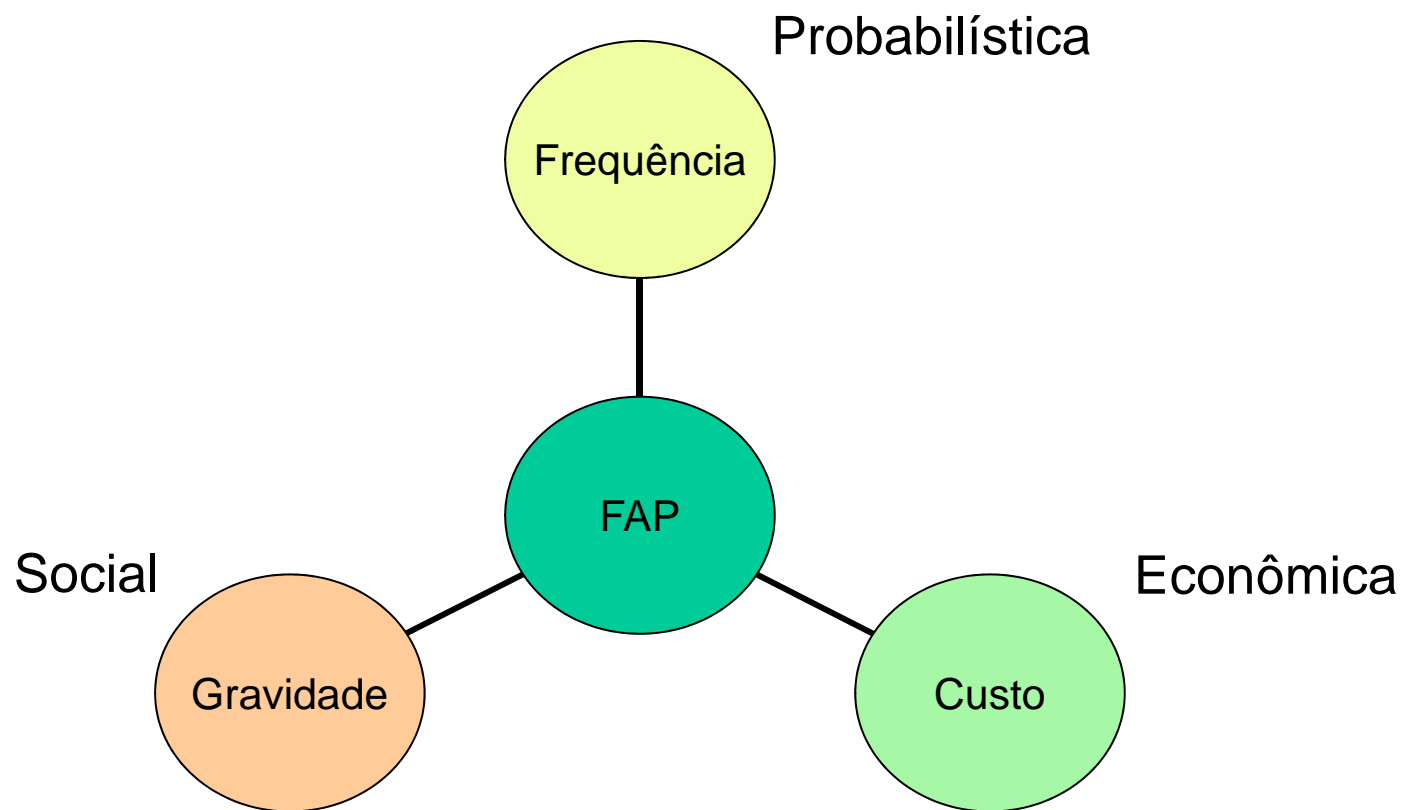 Probabilística
Frequência
FAP
Social
Econômica
Gravidade
Custo